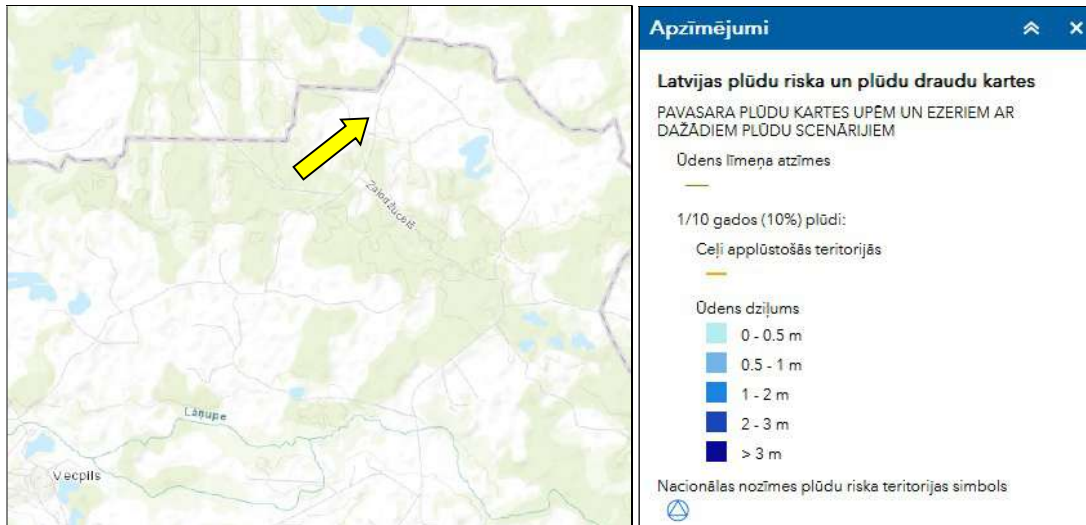 Zaļoižucelš
Lāņupe
Vecpils
Apzīmējumi
Latvijas plūdu riska un plūdu draudu kartes
PAVASARA PLŪDU KARTES UPĒM UN EZERIEM AR
DAŽĀDIEM PLŪDU SCENĀRIJIEM
Ūdens līmeņa atzīmes
1/10 gados (10%) plūdi:
Ceļi applūstošās teritorijās
Ūdens dziļums
0 - 0.5 m
0.5 - 1 m
1 - 2 m
2 - 3 m
> 3 m
Nacionālas nozīmes plūdu riska teritorijas simbols